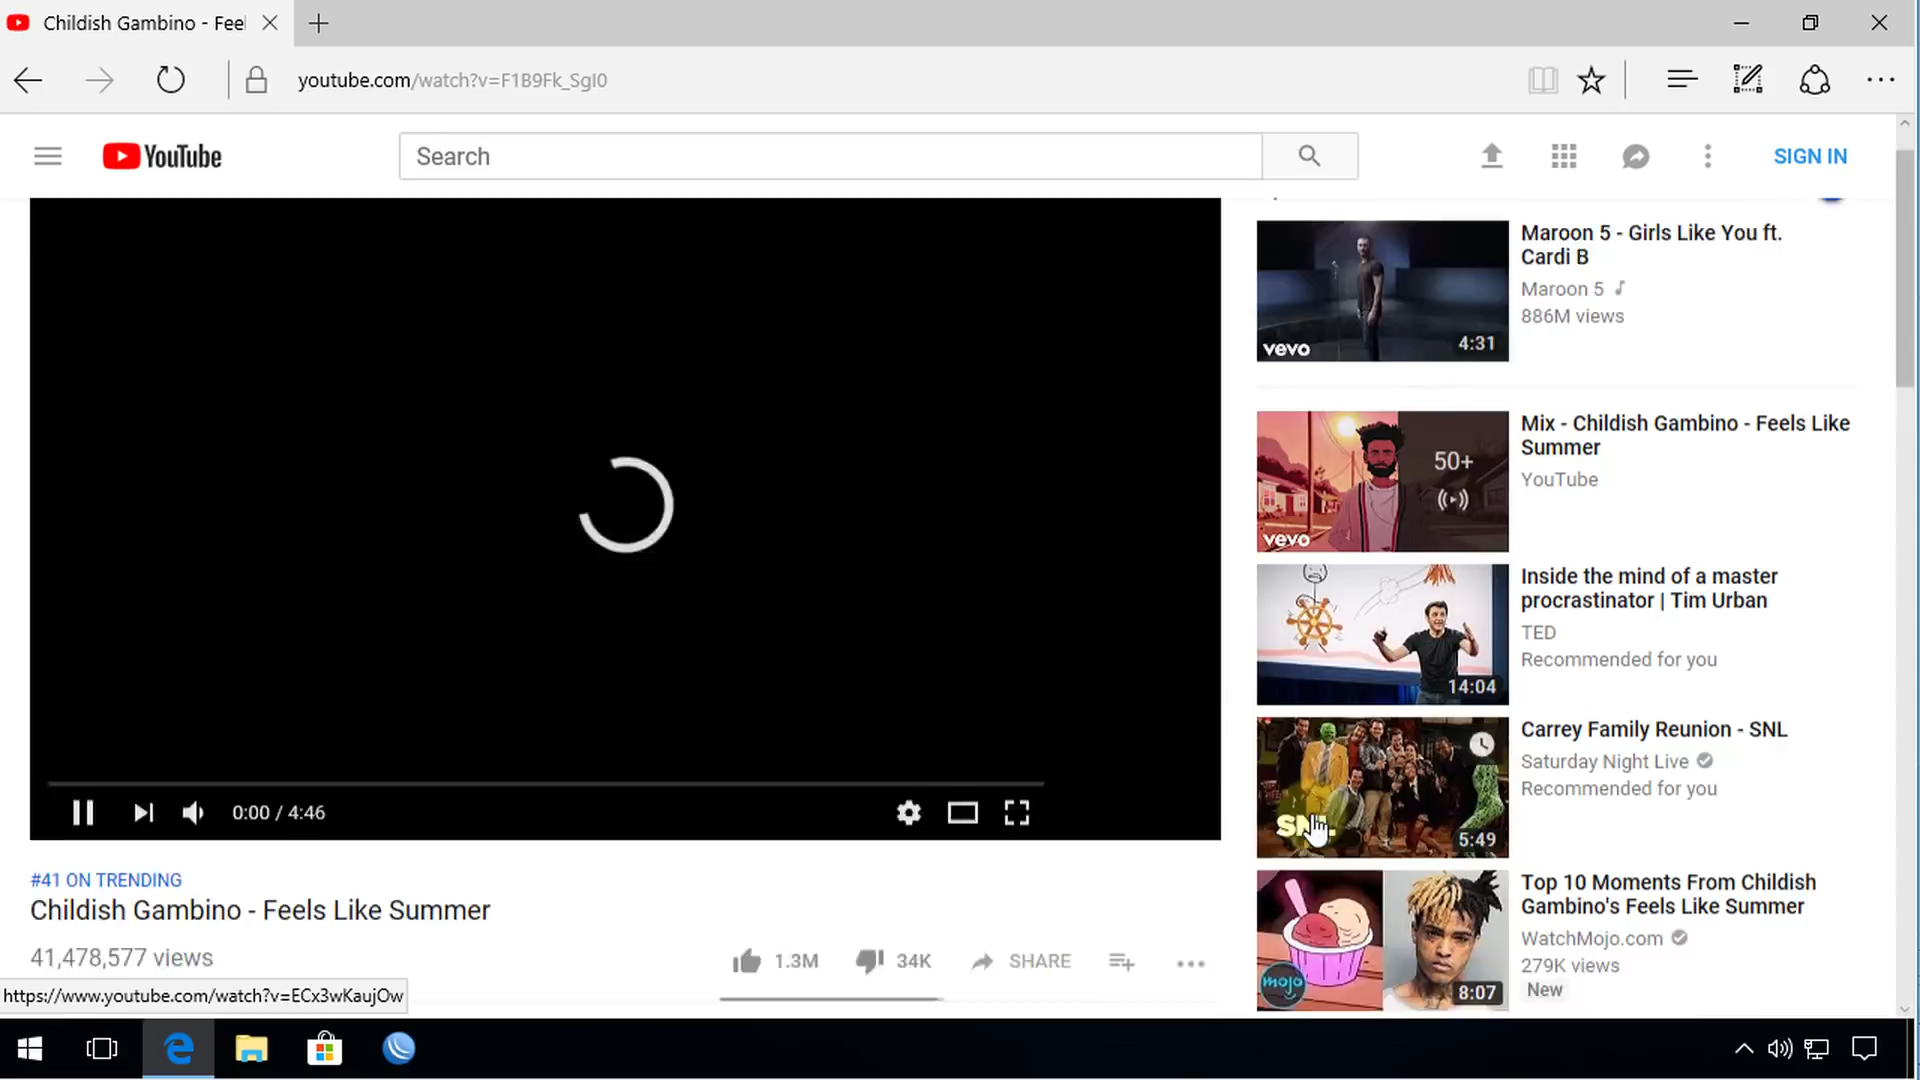 Childish Gambino - Feel
youtube.com/watch?v=F1B9Fk_SgI0
YouTube
Search
SIGN IN
vevo
4:31
Maroon 5 - Girls Like You ft.
Cardi B
Maroon 5
886M views
50+
vevo
Mix - Childish Gambino - Feels Like
Summer
YouTube
14:04
Inside the mind of a master
procrastinator | Tim Urban
TED
Recommended for you
SNL
5:49
Carrey Family Reunion - SNL
Saturday Night Live
Recommended for you
mojo
8:07
Top 10 Moments From Childish
Gambino's Feels Like Summer
WatchMojo.com
279K views
New
0:00 / 4:46
#41 ON TRENDING
Childish Gambino - Feels Like Summer
41,478,577 views
1.3M
34K
SHARE
https://www.youtube.com/watch?v=ECx3wKaujOw